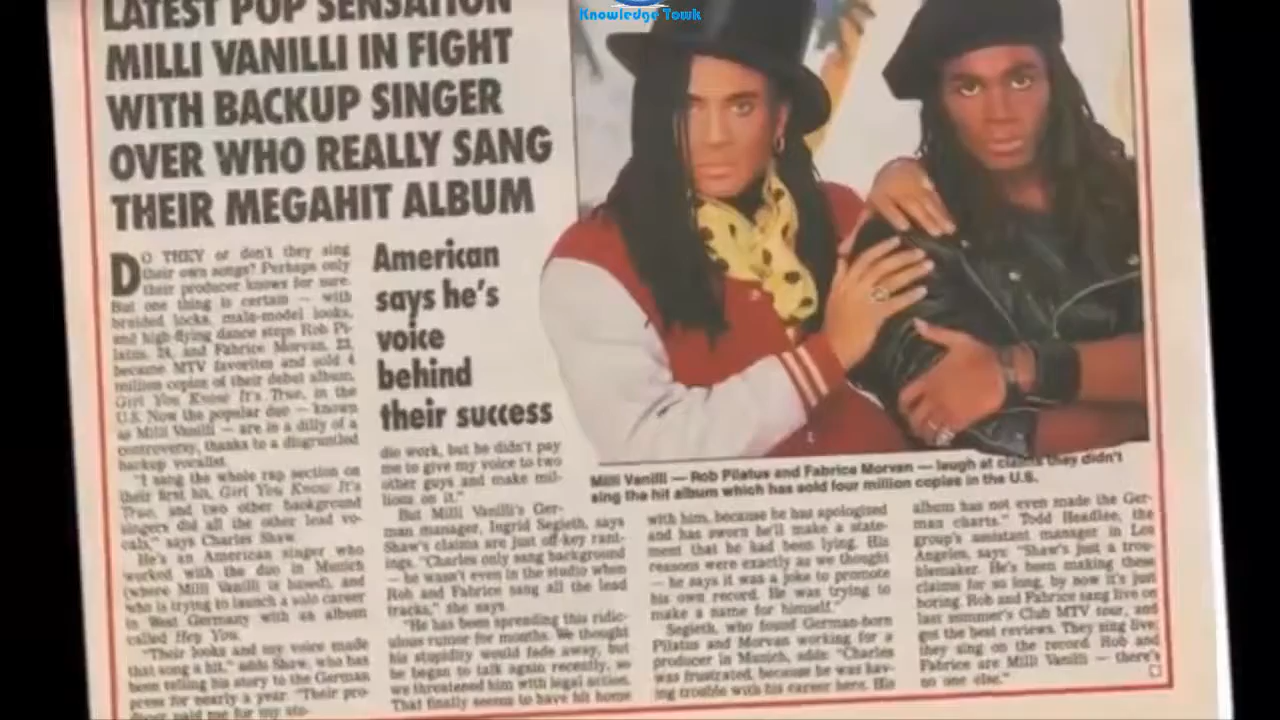 Knowledge Towk
LATEST POP SENSATION
MILLI VANILLI IN FIGHT
WITH BACKUP SINGER
OVER WHO REALLY SANG
THEIR MEGAHIT ALBUM
DO THEY or don't they sing
their own songs? Perhaps only
their producer knows for sure.
But one thing is certain — with
braided locks, male-model looks,
and high-flying dance steps Rob Pi-
latus, 24, and Fabrice Morvan, 23,
became MTV favorites and sold 4
million copies of their debut album,
Girl You Know It's True, in the
U.S. Now the popular duo — known
as Milli Vanilli — are in a dilly of a
controversy, thanks to a disgruntled
backup vocalist.
"I sang the whole rap section on
their first hit, Girl You Know It's
True, and two other background
singers did all the other lead vo-
cals," says Charles Shaw.
He's an American singer who
worked with the duo in Munich
(where Milli Vanilli is based), and
who is trying to launch a solo career
in West Germany with an album
called Hey You.
"Their looks and my voice made
that song a hit," adds Shaw, who has
been telling his story to the German
press for nearly a year. "Their pro-
ducer paid me for my stu-
American
says he's
voice
behind
their success
dio work, but he didn't pay
me to give my voice to two
other guys and make mil-
lions on it."
But Milli Vanilli's Ger-
man manager, Ingrid Segieth, says
Shaw's claims are just off-key rant-
ings. "Charles only sang background
— he wasn't even in the studio when
Rob and Fabrice sang all the lead
tracks," she says.
"He has been spreading this ridic-
ulous rumor for months. We thought
his stupidity would fade away, but
he began to talk again recently, so
we threatened him with legal action.
That finally seems to have hit home
Milli Vanilli — Rob Pilatus and Fabrice Morvan — laugh at claims they didn't
sing the hit album which has sold four million copies in the U.S.
with him, because he has apologized
and has sworn he'll make a state-
ment that he had been lying. His
reasons were exactly as we thought
— he says it was a joke to promote
his own record. He was trying to
make a name for himself."
Segieth, who found German-born
Pilatus and Morvan working for a
producer in Munich, adds: "Charles
was frustrated, because he was hav-
ing trouble with his career here. His
album has not even made the Ger-
man charts." Todd Headlee, the
group's assistant manager in Los
Angeles, says: "Shaw's just a trou-
blemaker. He's been making these
claims for so long, by now it's just
boring. Rob and Fabrice sang live on
last summer's Club MTV tour, and
got the best reviews. They sing live;
they sing on the record. Rob and
Fabrice are Milli Vanilli — there's
no one else."